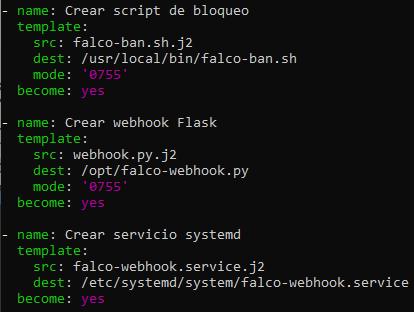 - name: Crear script de bloqueo
  template:
    src: falco-ban.sh.j2
    dest: /usr/local/bin/falco-ban.sh
    mode: '0755'
  become: yes

- name: Crear webhook Flask
  template:
    src: webhook.py.j2
    dest: /opt/falco-webhook.py
    mode: '0755'
  become: yes

- name: Crear servicio systemd
  template:
    src: falco-webhook.service.j2
    dest: /etc/systemd/system/falco-webhook.service
  become: yes